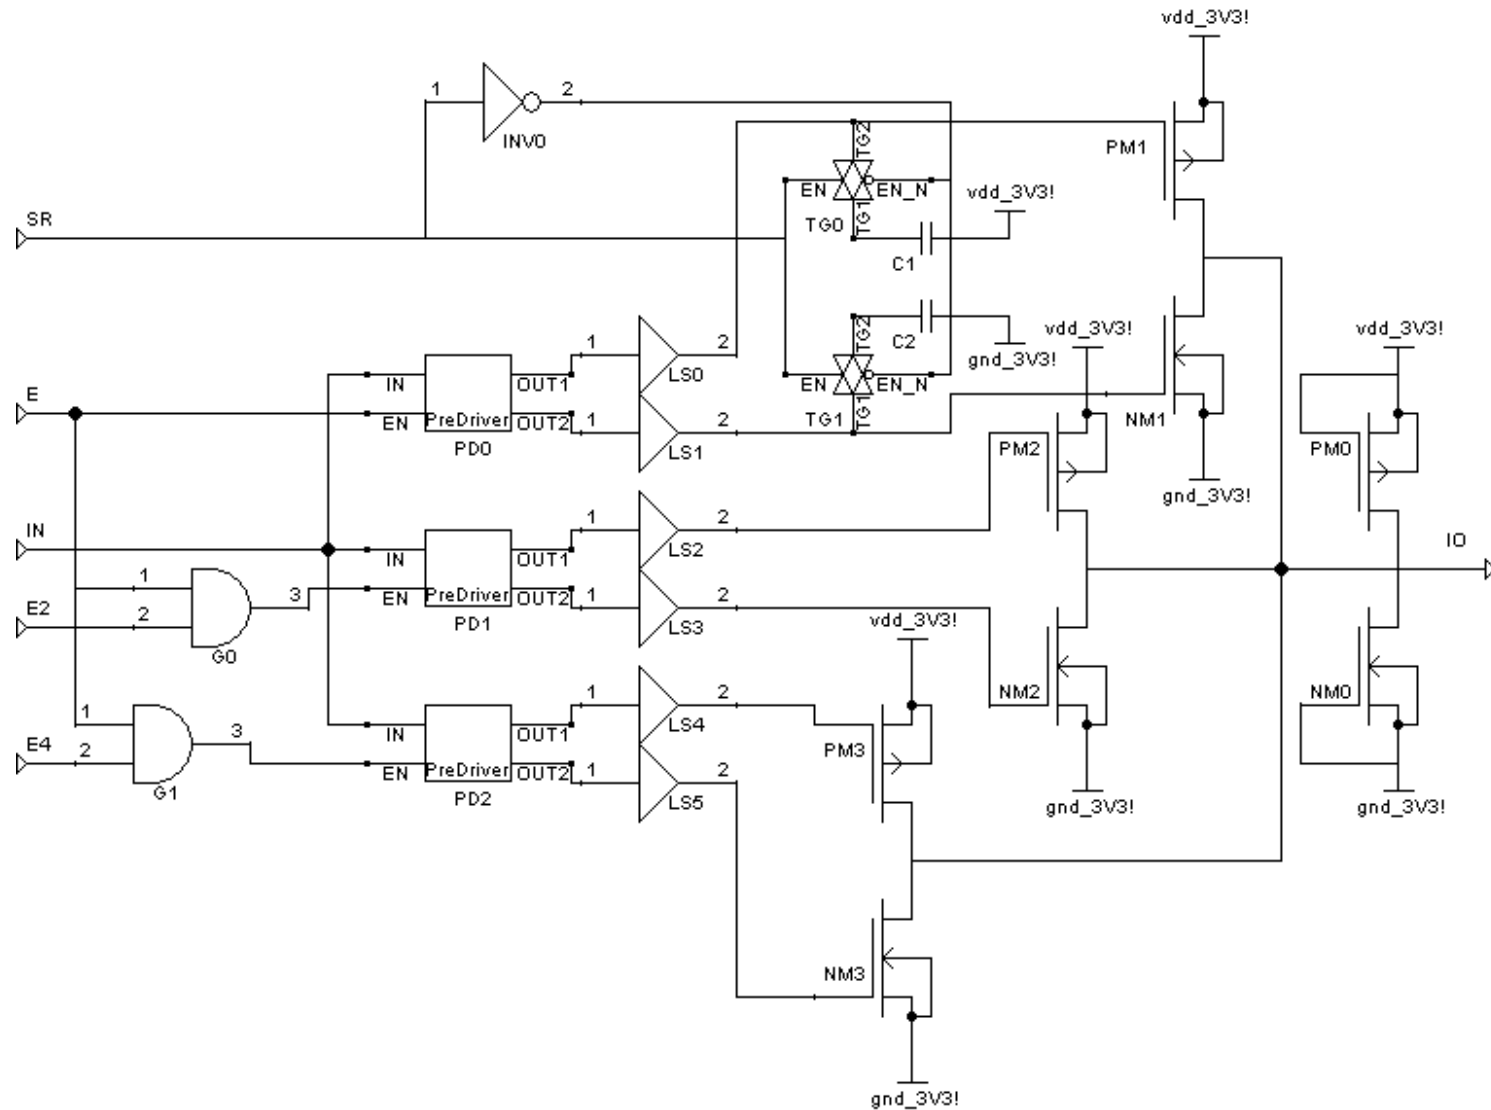 vdd_3V3!
1
2
INV0
PM1
TG2
EN
EN_N
vdd_3V3!
SR
TG0
TG1
C1
vdd_3V3!
vdd_3V3!
1
2
TG2
C2
gnd_3V3!
LS0
IN
OUT1
EN
EN_N
E
EN
PreDriver
OUT2
1
2
TG1
TG1
NM1
PD0
LS1
PM2
PM0
gnd_3V3!
IN
1
2
IO
IN
OUT1
LS2
1
3
EN
PreDriver
OUT2
1
2
E2
2
PD1
LS3
vdd_3V3!
G0
NM2
NM0
1
2
E4
1
2
3
IN
OUT1
LS4
PM3
EN
PreDriver
OUT2
1
2
G1
PD2
LS5
gnd_3V3!
gnd_3V3!
NM3
gnd_3V3!